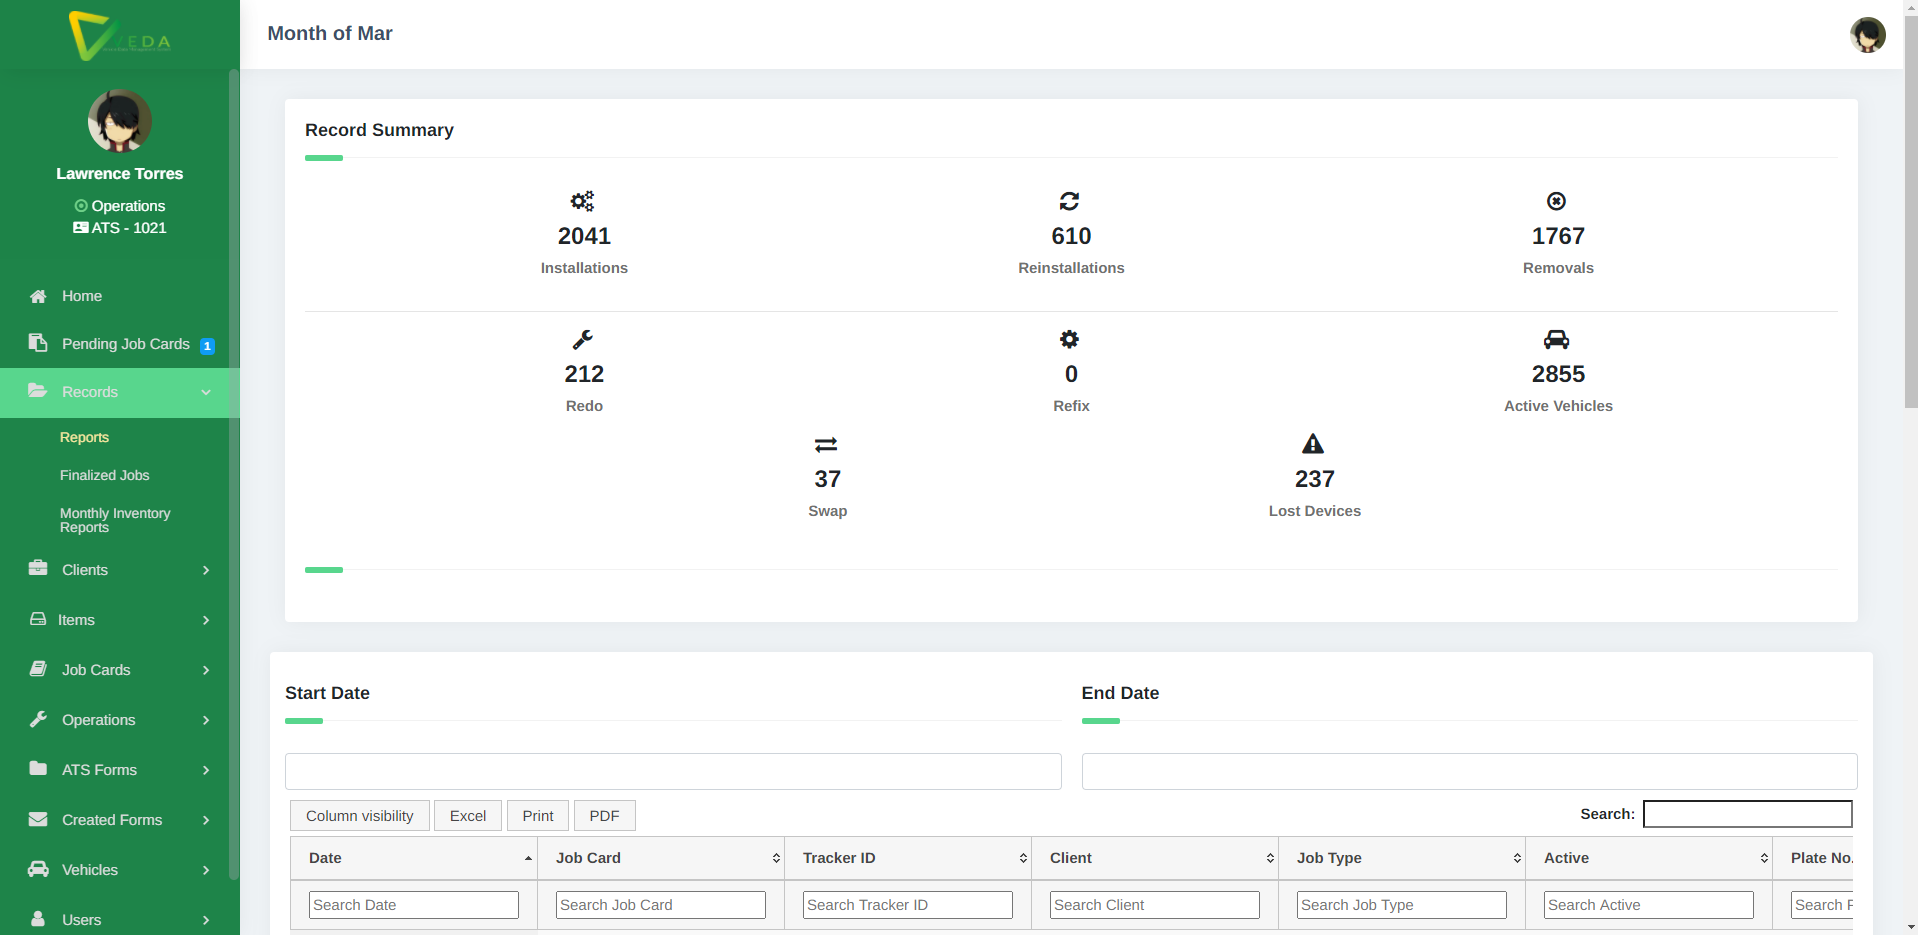 EDA
Lawrence Torres
Operations
ATS - 1021
Home
Pending Job Cards 1
Records
Reports
Finalized Jobs
Monthly Inventory
Reports
Clients
Items
Job Cards
Operations
ATS Forms
Created Forms
Vehicles
Users
Month of Mar
Record Summary
2041
Installations
610
Reinstallations
1767
Removals
212
Redo
0
Refix
2855
Active Vehicles
37
Swap
237
Lost Devices
Start Date
End Date
Column visibility Excel Print PDF
Search:
Date Job Card Tracker ID Client Job Type Active Plate No.
Search Date Search Job Card Search Tracker ID Search Client Search Job Type Search Active Search